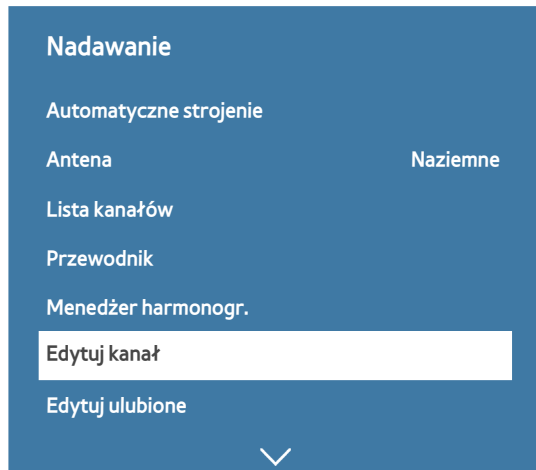 Nadawanie
Automatyczne strojenie
Antena Naziemne
Lista kanałów
Przewodnik
Menedżer harmonogr.
Edytuj kanał
Edytuj ulubione